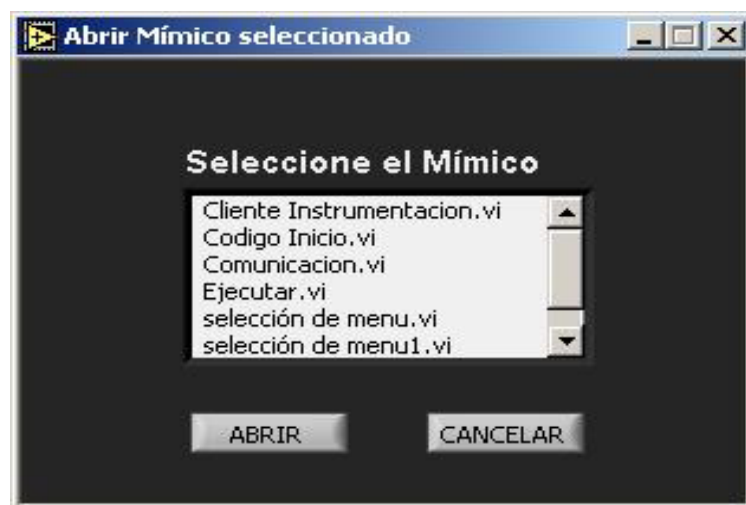 Abrir Mímico seleccionado
Seleccione el Mímico
Cliente Instrumentacion.vi
Codigo Inicio.vi
Comunicacion.vi
Ejecutar.vi
selección de menu.vi
selección de menu1.vi
ABRIR CANCELAR